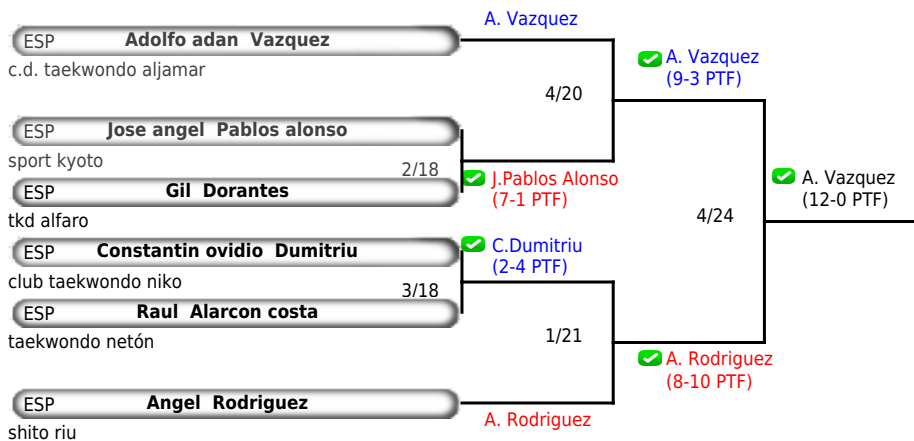 A. Vazquez
ESP Adolfo adan Vazquez
c.d. taekwondo aljamar
A. Vazquez
(9-3 PTF)
4/20
ESP Jose angel Pablos alonso
sport kyoto
2/18
J.Pablos Alonso
(7-1 PTF)
ESP Gil Dorantes
tkd alfaro
A. Vazquez
(12-0 PTF)
4/24
ESP Constantin ovidio Dumitriu
club taekwondo niko
C.Dumitriu
(2-4 PTF)
3/18
ESP Raul Alarcon costa
taekwondo netón
1/21
A. Rodriguez
(8-10 PTF)
ESP Angel Rodriguez
shito riu
A. Rodriguez